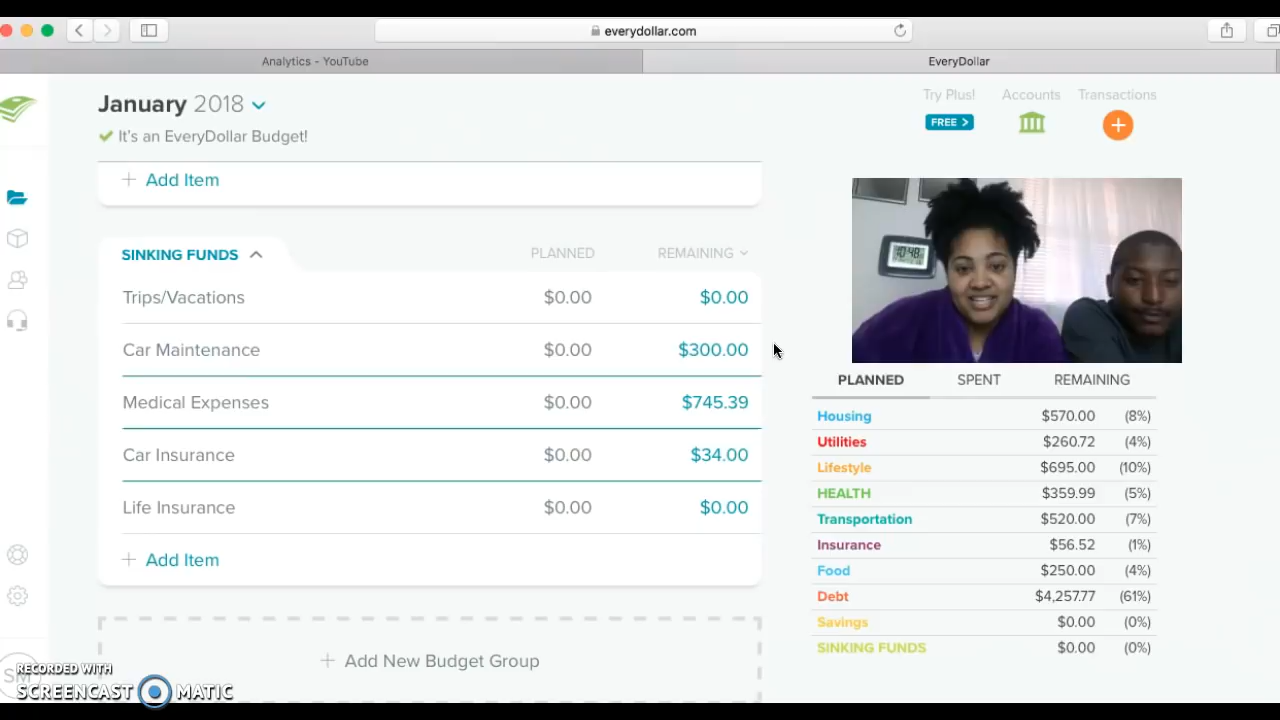 everydollar.com
Analytics - YouTube
EveryDollar
January 2018
It's an EveryDollar Budget!
Try Plus!
Accounts
Transactions
FREE >
+ Add Item
SINKING FUNDS
PLANNED
REMAINING
Trips/Vacations $0.00 $0.00
Car Maintenance $0.00 $300.00
Medical Expenses $0.00 $745.39
Car Insurance $0.00 $34.00
Life Insurance $0.00 $0.00
+ Add Item
+ Add New Budget Group
10:48
PLANNED SPENT REMAINING
Housing $570.00 (8%)
Utilities $260.72 (4%)
Lifestyle $695.00 (10%)
HEALTH $359.99 (5%)
Transportation $520.00 (7%)
Insurance $56.52 (1%)
Food $250.00 (4%)
Debt $4,257.77 (61%)
Savings $0.00 (0%)
SINKING FUNDS $0.00 (0%)
SM
RECORDED WITH
SCREENCAST MATIC